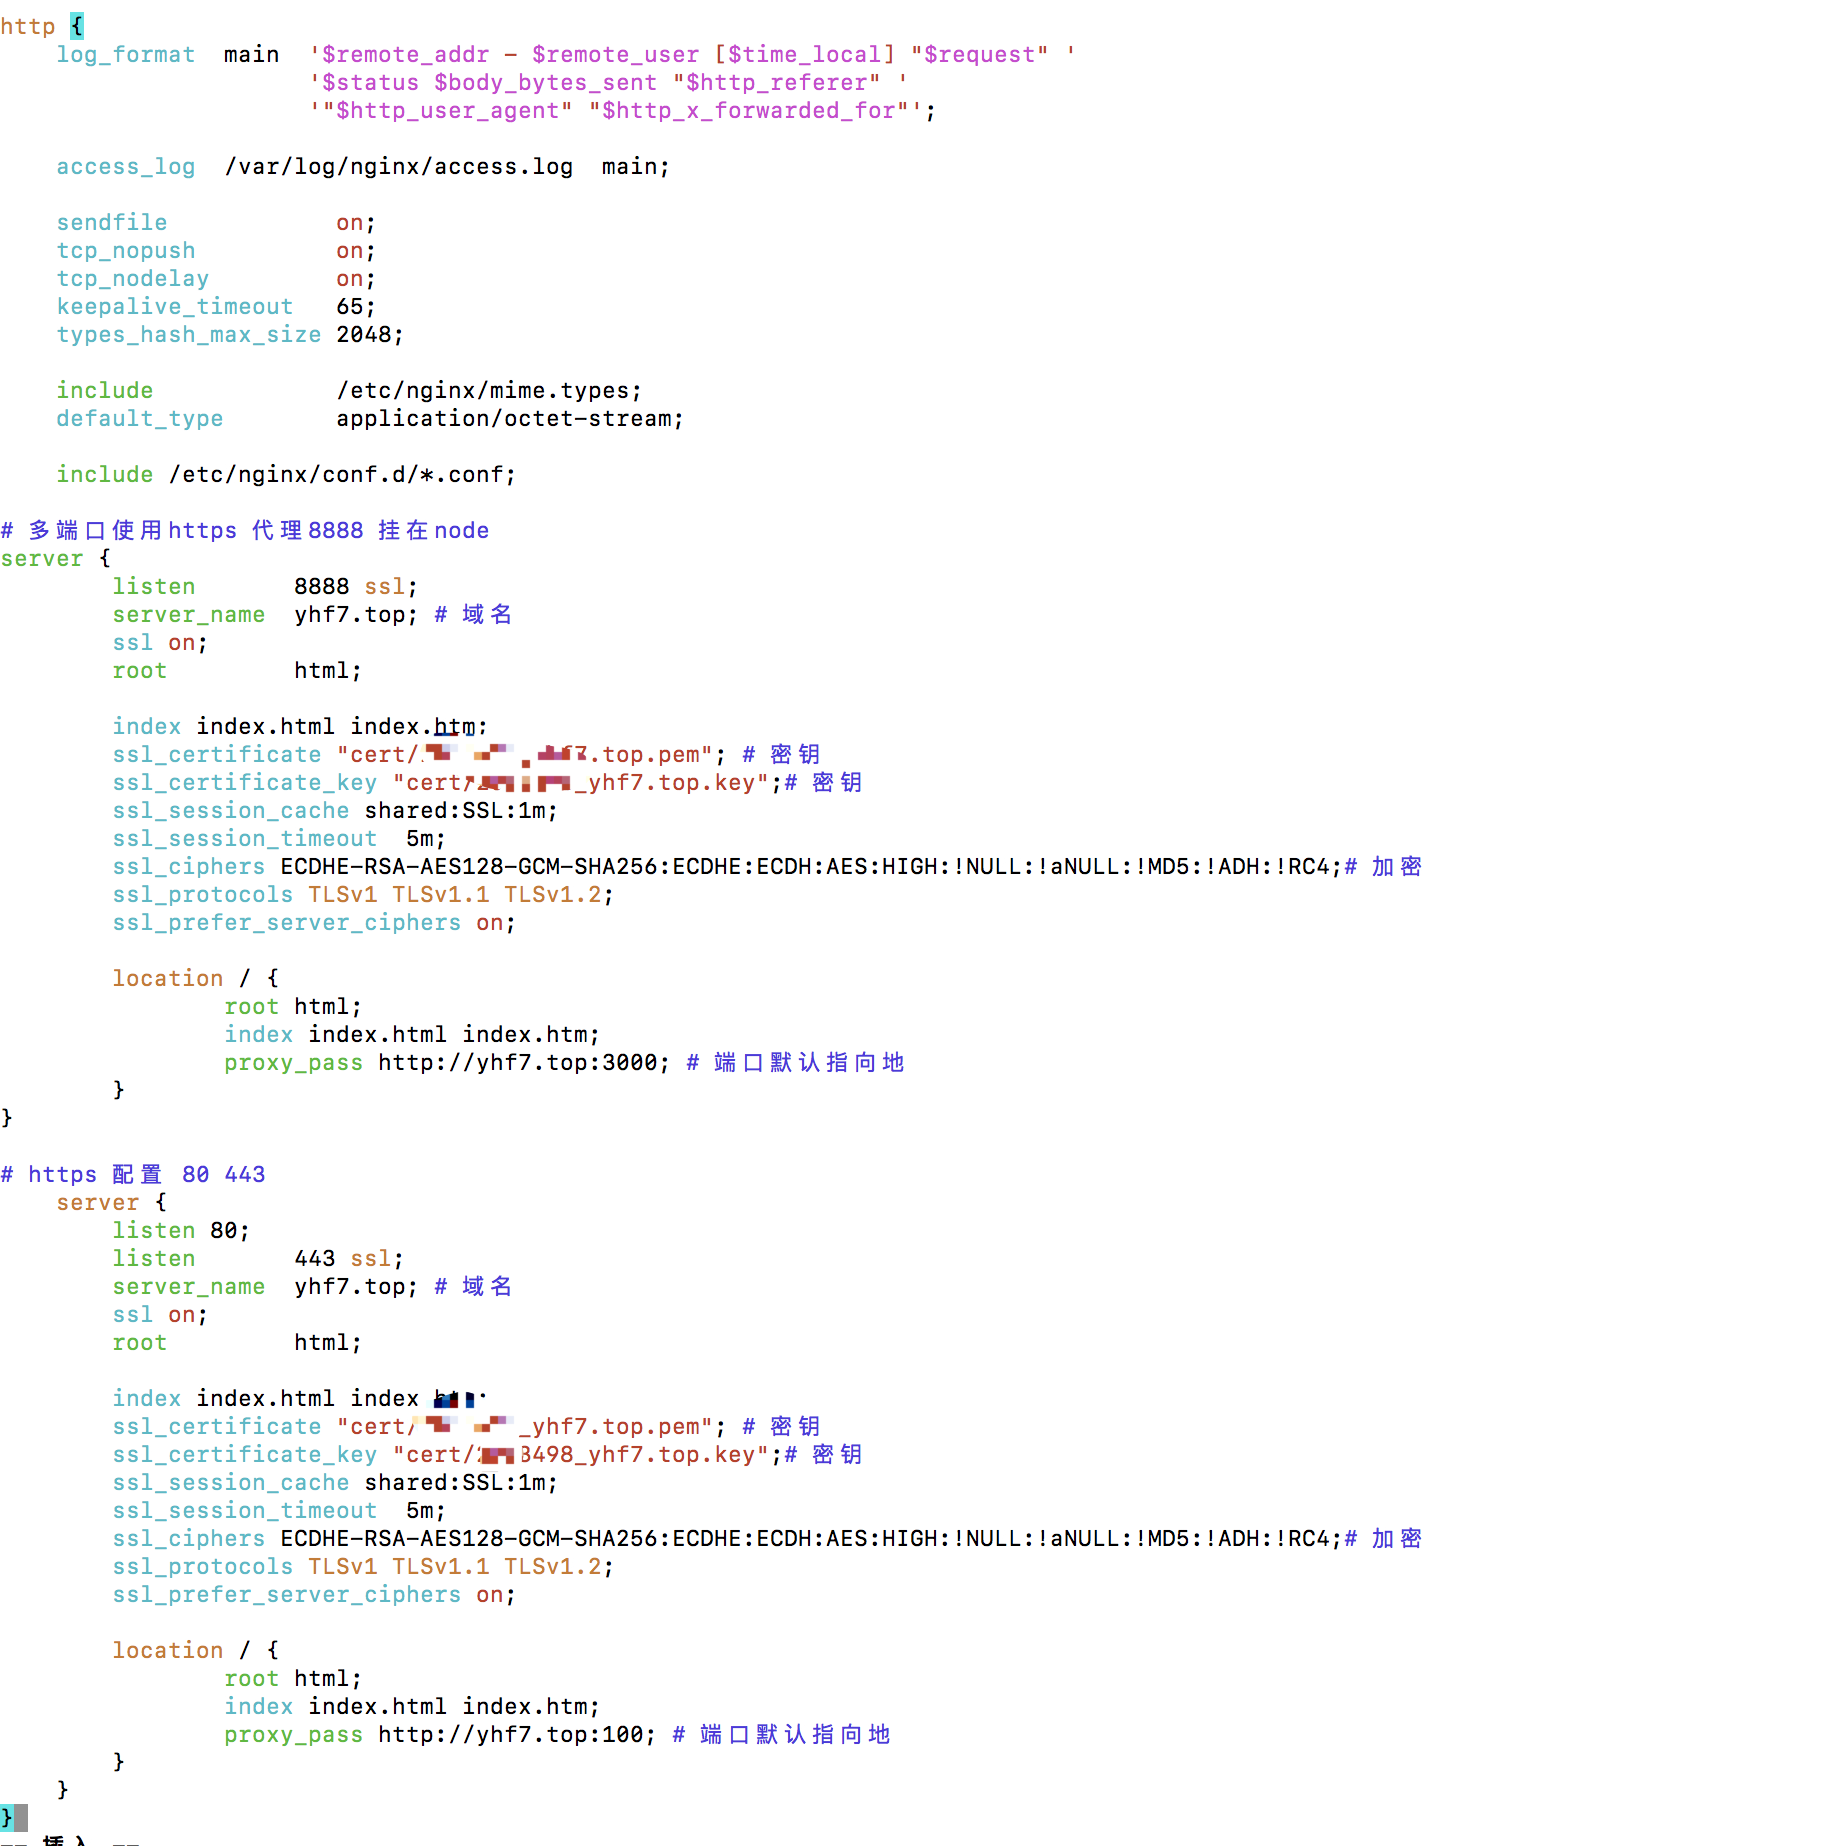 http {
    log_format  main  '$remote_addr - $remote_user [$time_local] "$request" '
                      '$status $body_bytes_sent "$http_referer" '
                      '"$http_user_agent" "$http_x_forwarded_for"';
    access_log  /var/log/nginx/access.log  main;
    sendfile            on;
    tcp_nopush          on;
    tcp_nodelay         on;
    keepalive_timeout   65;
    types_hash_max_size 2048;
    include             /etc/nginx/mime.types;
    default_type        application/octet-stream;
    include /etc/nginx/conf.d/*.conf;
# 多端口使用https 代理8888 挂在node
server {
        listen       8888 ssl;
        server_name  yhf7.top; # 域名
        ssl on;
        root         html;
        index index.html index.htm;
        ssl_certificate "cert/ .top.pem"; # 密钥
        ssl_certificate_key "cert/ _yhf7.top.key";# 密钥
        ssl_session_cache shared:SSL:1m;
        ssl_session_timeout  5m;
        ssl_ciphers ECDHE-RSA-AES128-GCM-SHA256:ECDHE:ECDH:AES:HIGH:!NULL:!aNULL:!MD5:!ADH:!RC4;# 加密
        ssl_protocols TLSv1 TLSv1.1 TLSv1.2;
        ssl_prefer_server_ciphers on;
        location / {
                root html;
                index index.html index.htm;
                proxy_pass http://yhf7.top:3000; # 端口默认指向地
        }
}
# https 配置 80 443
    server {
        listen 80;
        listen       443 ssl;
        server_name  yhf7.top; # 域名
        ssl on;
        root         html;
        index index.html index
        ssl_certificate "cert/ _yhf7.top.pem"; # 密钥
        ssl_certificate_key "cert/ 498_yhf7.top.key";# 密钥
        ssl_session_cache shared:SSL:1m;
        ssl_session_timeout  5m;
        ssl_ciphers ECDHE-RSA-AES128-GCM-SHA256:ECDHE:ECDH:AES:HIGH:!NULL:!aNULL:!MD5:!ADH:!RC4;# 加密
        ssl_protocols TLSv1 TLSv1.1 TLSv1.2;
        ssl_prefer_server_ciphers on;
        location / {
                root html;
                index index.html index.htm;
                proxy_pass http://yhf7.top:100; # 端口默认指向地
        }
    }
}
-- 插入 --